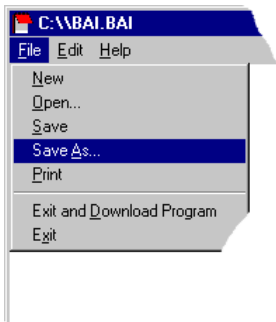 C:\\BAI.BAI
File Edit Help
New
Open...
Save
Save As...
Print
Exit and Download Program
Exit